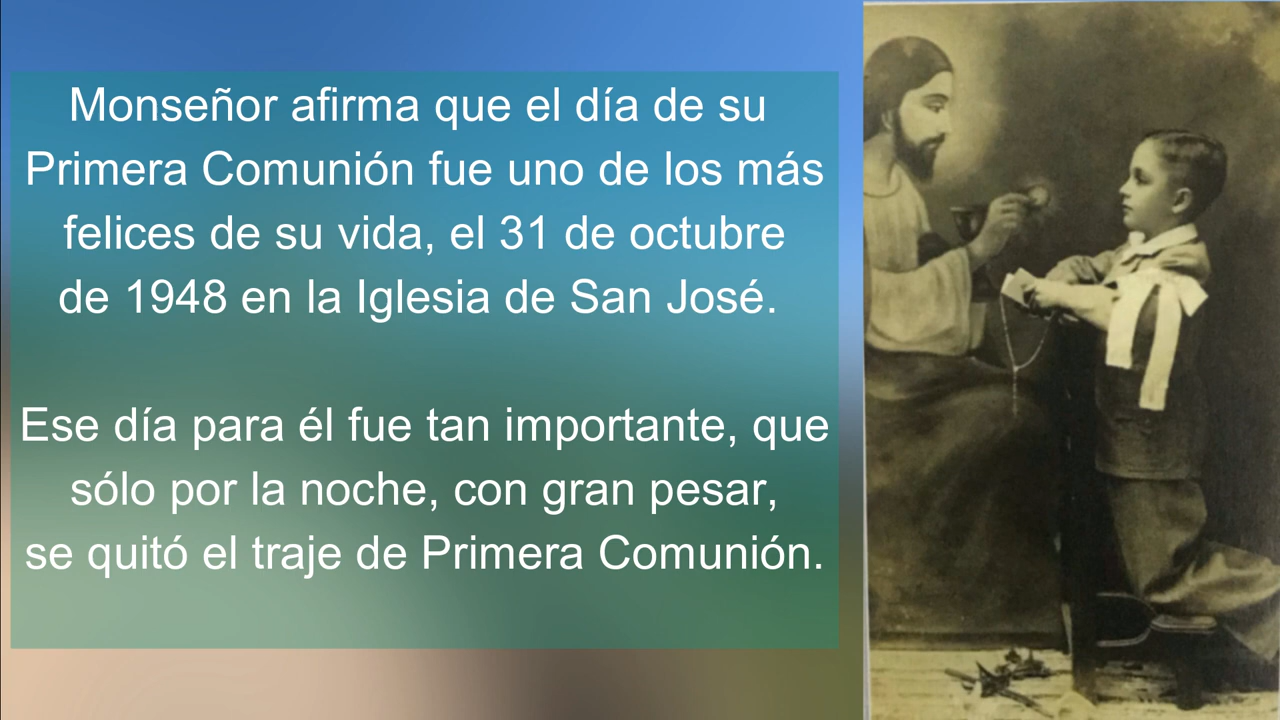 Monseñor afirma que el día de su
Primera Comunión fue uno de los más
felices de su vida, el 31 de octubre
de 1948 en la Iglesia de San José.
Ese día para él fue tan importante, que
sólo por la noche, con gran pesar,
se quitó el traje de Primera Comunión.